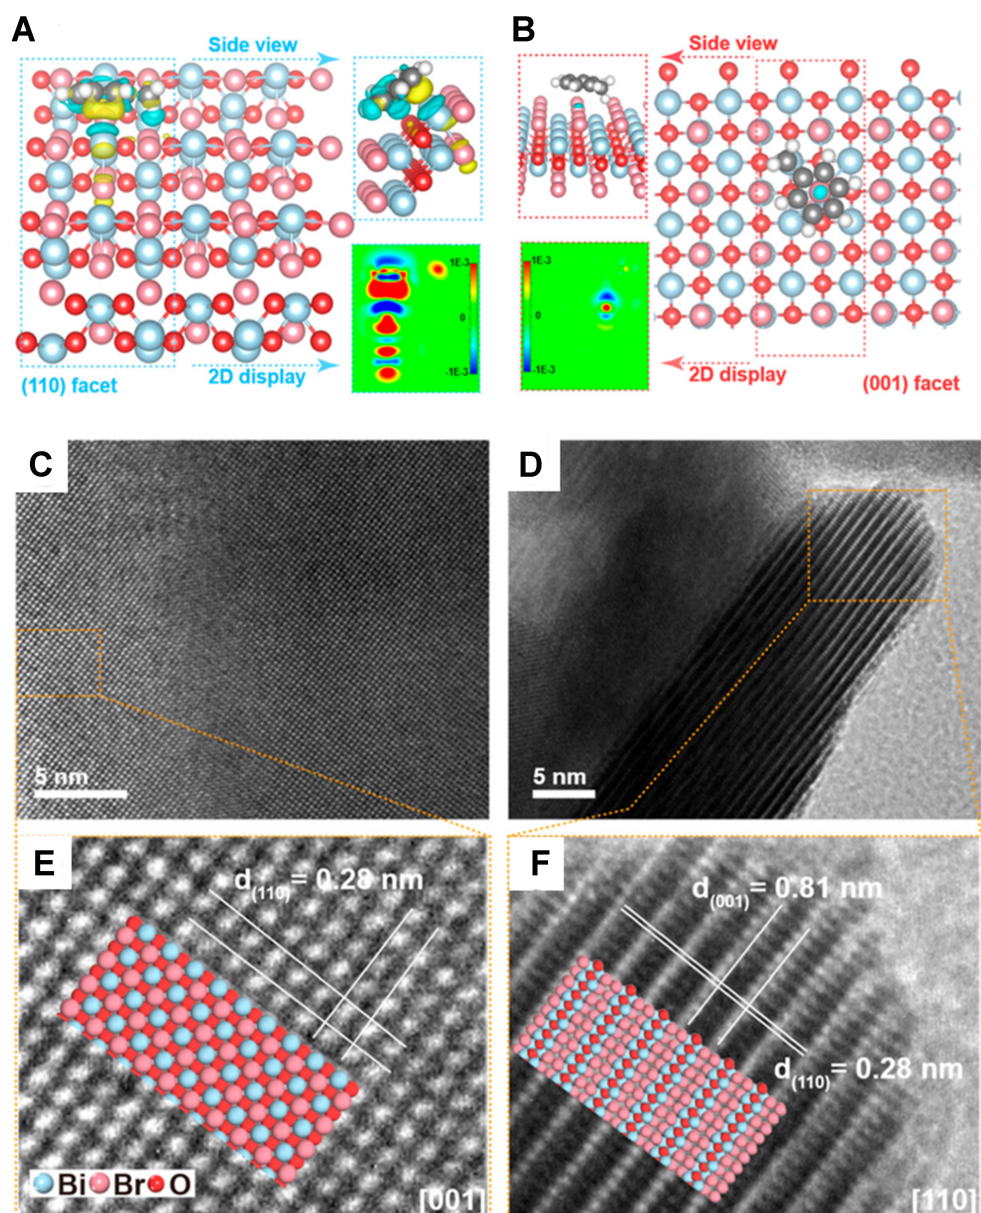 A
Side view
1E-3
0
-1E-3
(110) facet
2D display
B
Side view
1E-3
0
-1E-3
2D display
(001) facet
C
5 nm
D
5 nm
E
d(110)= 0.28 nm
Bi Br O
[001]
F
d(001)= 0.81 nm
d(110)= 0.28 nm
[110]